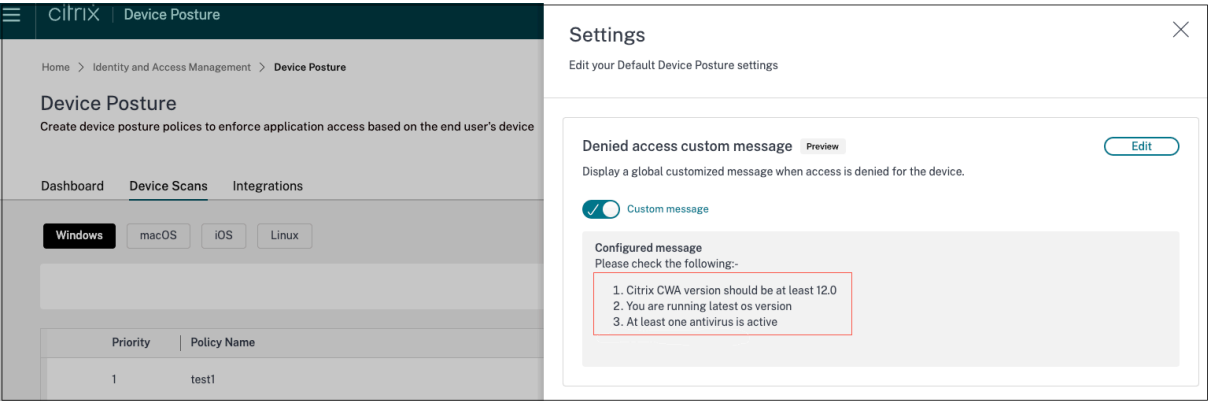 citrix | Device Posture
Home > Identity and Access Management > Device Posture
Device Posture
Create device posture polices to enforce application access based on the end user's device
Dashboard Device Scans Integrations
Windows macOS iOS Linux
Priority Policy Name
1 test1
Settings
Edit your Default Device Posture settings
Denied access custom message Preview Edit
Display a global customized message when access is denied for the device.
Custom message
Configured message
Please check the following:-
1. Citrix CWA version should be at least 12.0
2. You are running latest os version
3. At least one antivirus is active